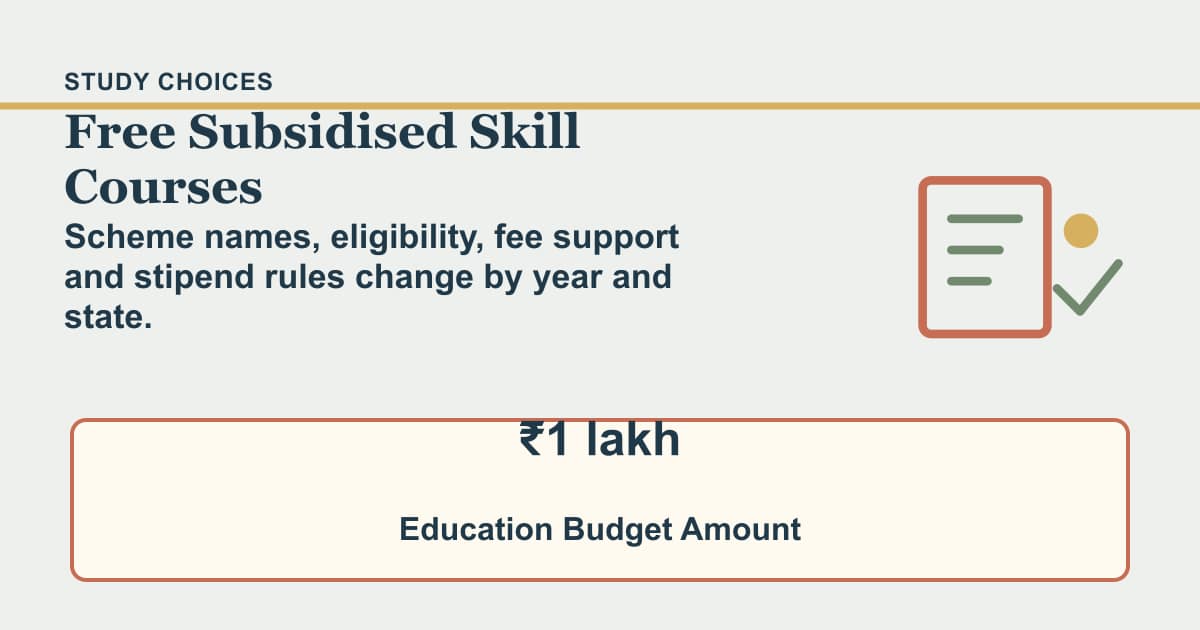 STUDY CHOICES
Free Subsidised Skill
Courses
Scheme names, eligibility, fee support
and stipend rules change by year and
state.
₹1 lakh
Education Budget Amount